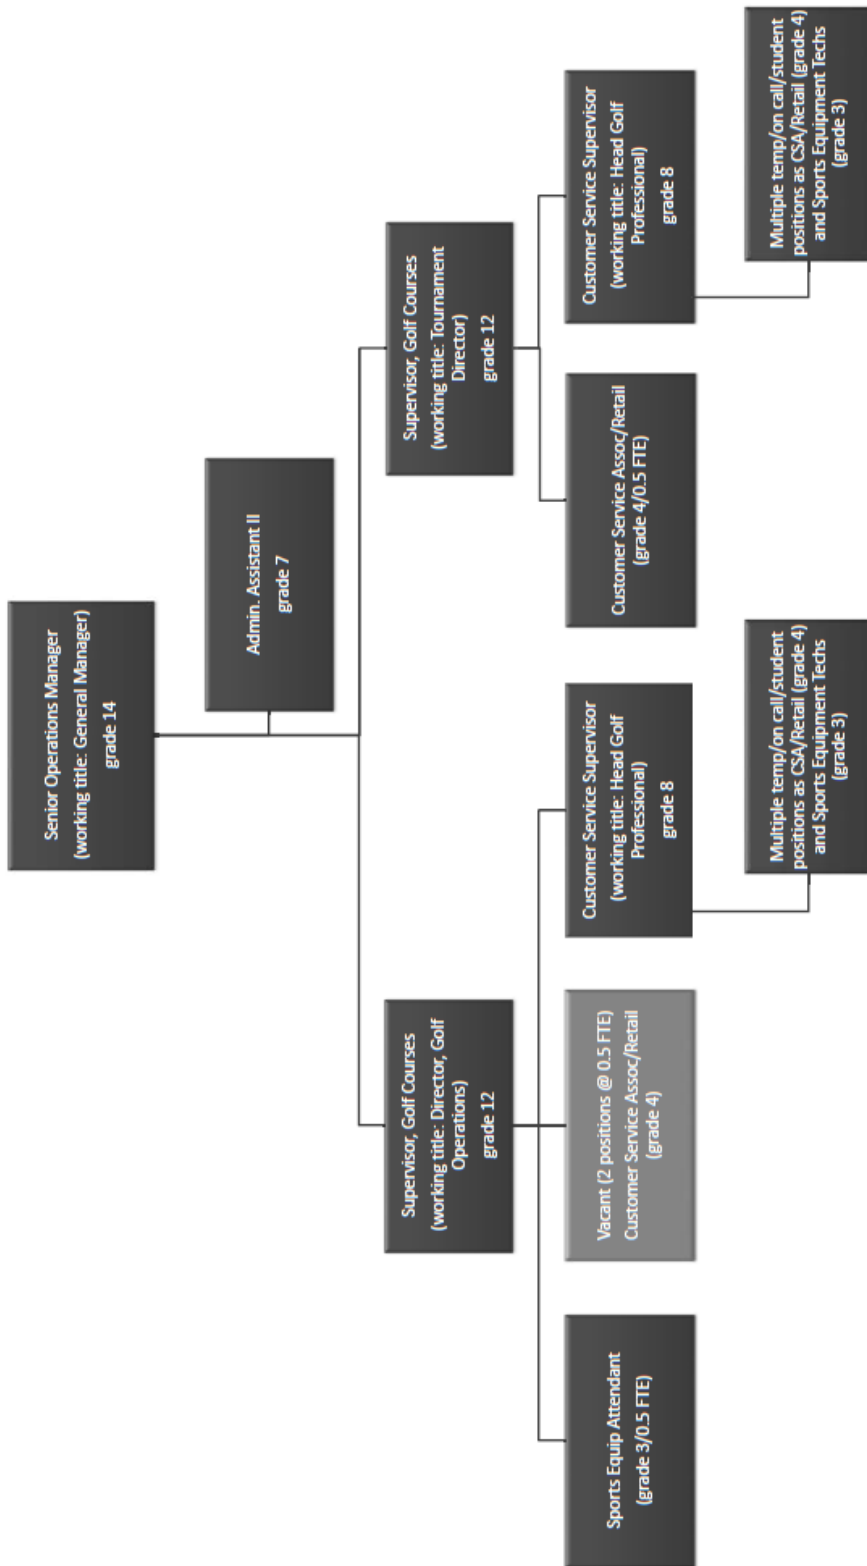 Senior Operations Manager
(working title: General Manager)
grade 14
Admin. Assistant II
grade 7
Supervisor, Golf Courses
(working title: Director, Golf
Operations)
grade 12
Supervisor, Golf Courses
(working title: Tournament
Director)
grade 12
Sports Equip Attendant
(grade 3/0.5 FTE)
Vacant (2 positions @ 0.5 FTE)
Customer Service Assoc/Retail
(grade 4)
Customer Service Supervisor
(working title: Head Golf
Professional)
grade 8
Customer Service Assoc/Retail
(grade 4/0.5 FTE)
Customer Service Supervisor
(working title: Head Golf
Professional)
grade 8
Multiple temp/on call/student
positions as CSA/Retail (grade 4)
and Sports Equipment Techs
(grade 3)
Multiple temp/on call/student
positions as CSA/Retail (grade 4)
and Sports Equipment Techs
(grade 3)